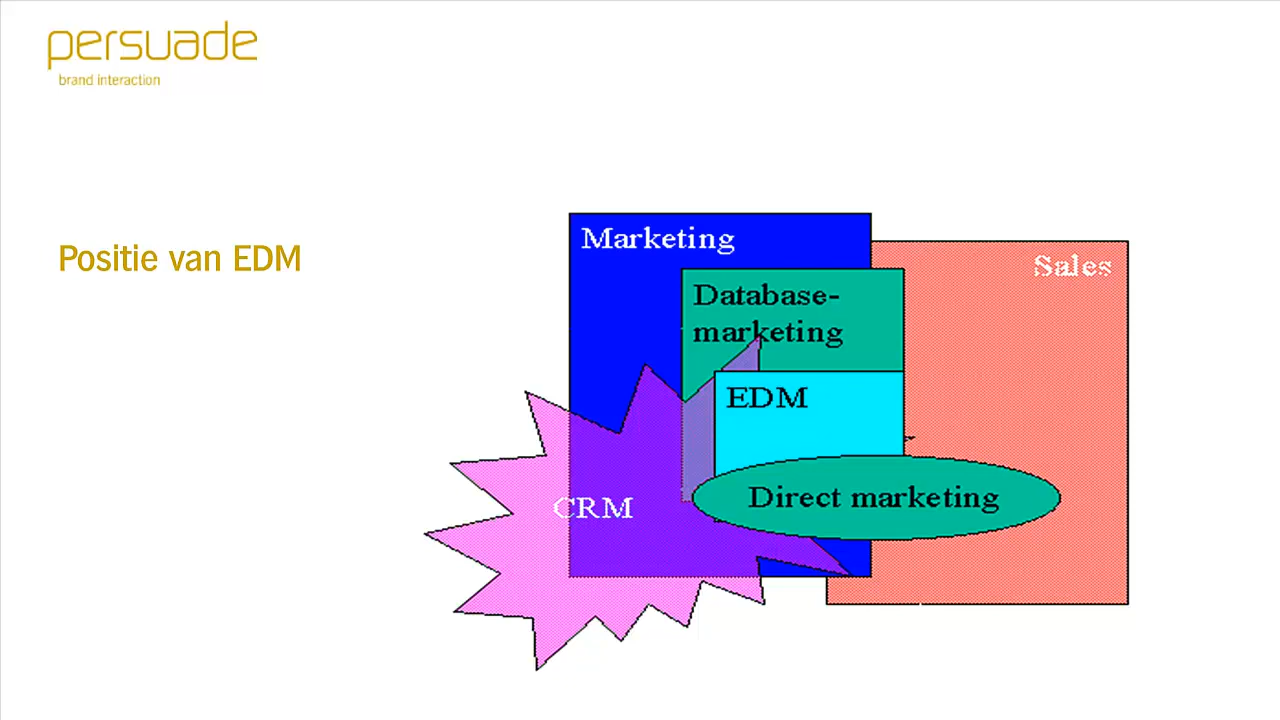 persuade
brand interaction
Positie van EDM
Marketing
Sales
Database-
marketing
EDM
Direct marketing
CRM